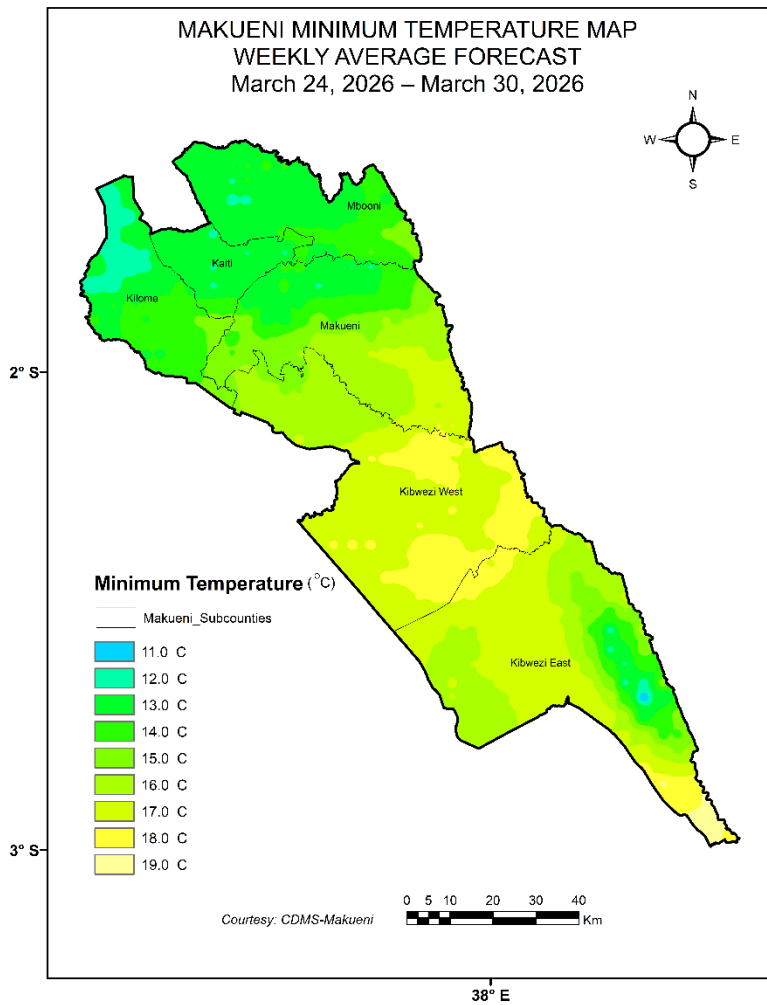 MAKUENI MINIMUM TEMPERATURE MAP
WEEKLY AVERAGE FORECAST
March 24, 2026 – March 30, 2026
N
W E
S
Mbooni
Kaiti
Kilome
Makueni
2° S
Kibwezi West
Minimum Temperature (°C)
Makueni_Subcounties
11.0 C
12.0 C
13.0 C
14.0 C
15.0 C
16.0 C
17.0 C
18.0 C
19.0 C
Kibwezi East
3° S
0 5 10 20 30 40
Km
Courtesy: CDMS-Makueni
38° E